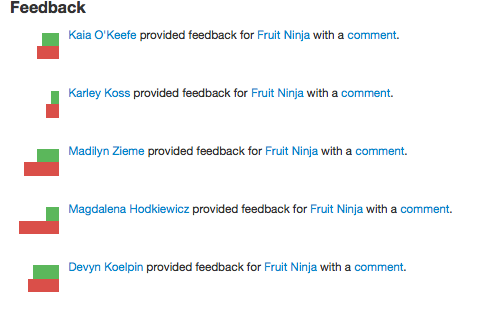 Feedback
Kaia O'Keefe provided feedback for Fruit Ninja with a comment.
Karley Koss provided feedback for Fruit Ninja with a comment.
Madilyn Zieme provided feedback for Fruit Ninja with a comment.
Magdalena Hodkiewicz provided feedback for Fruit Ninja with a comment.
Devyn Koelpin provided feedback for Fruit Ninja with a comment.